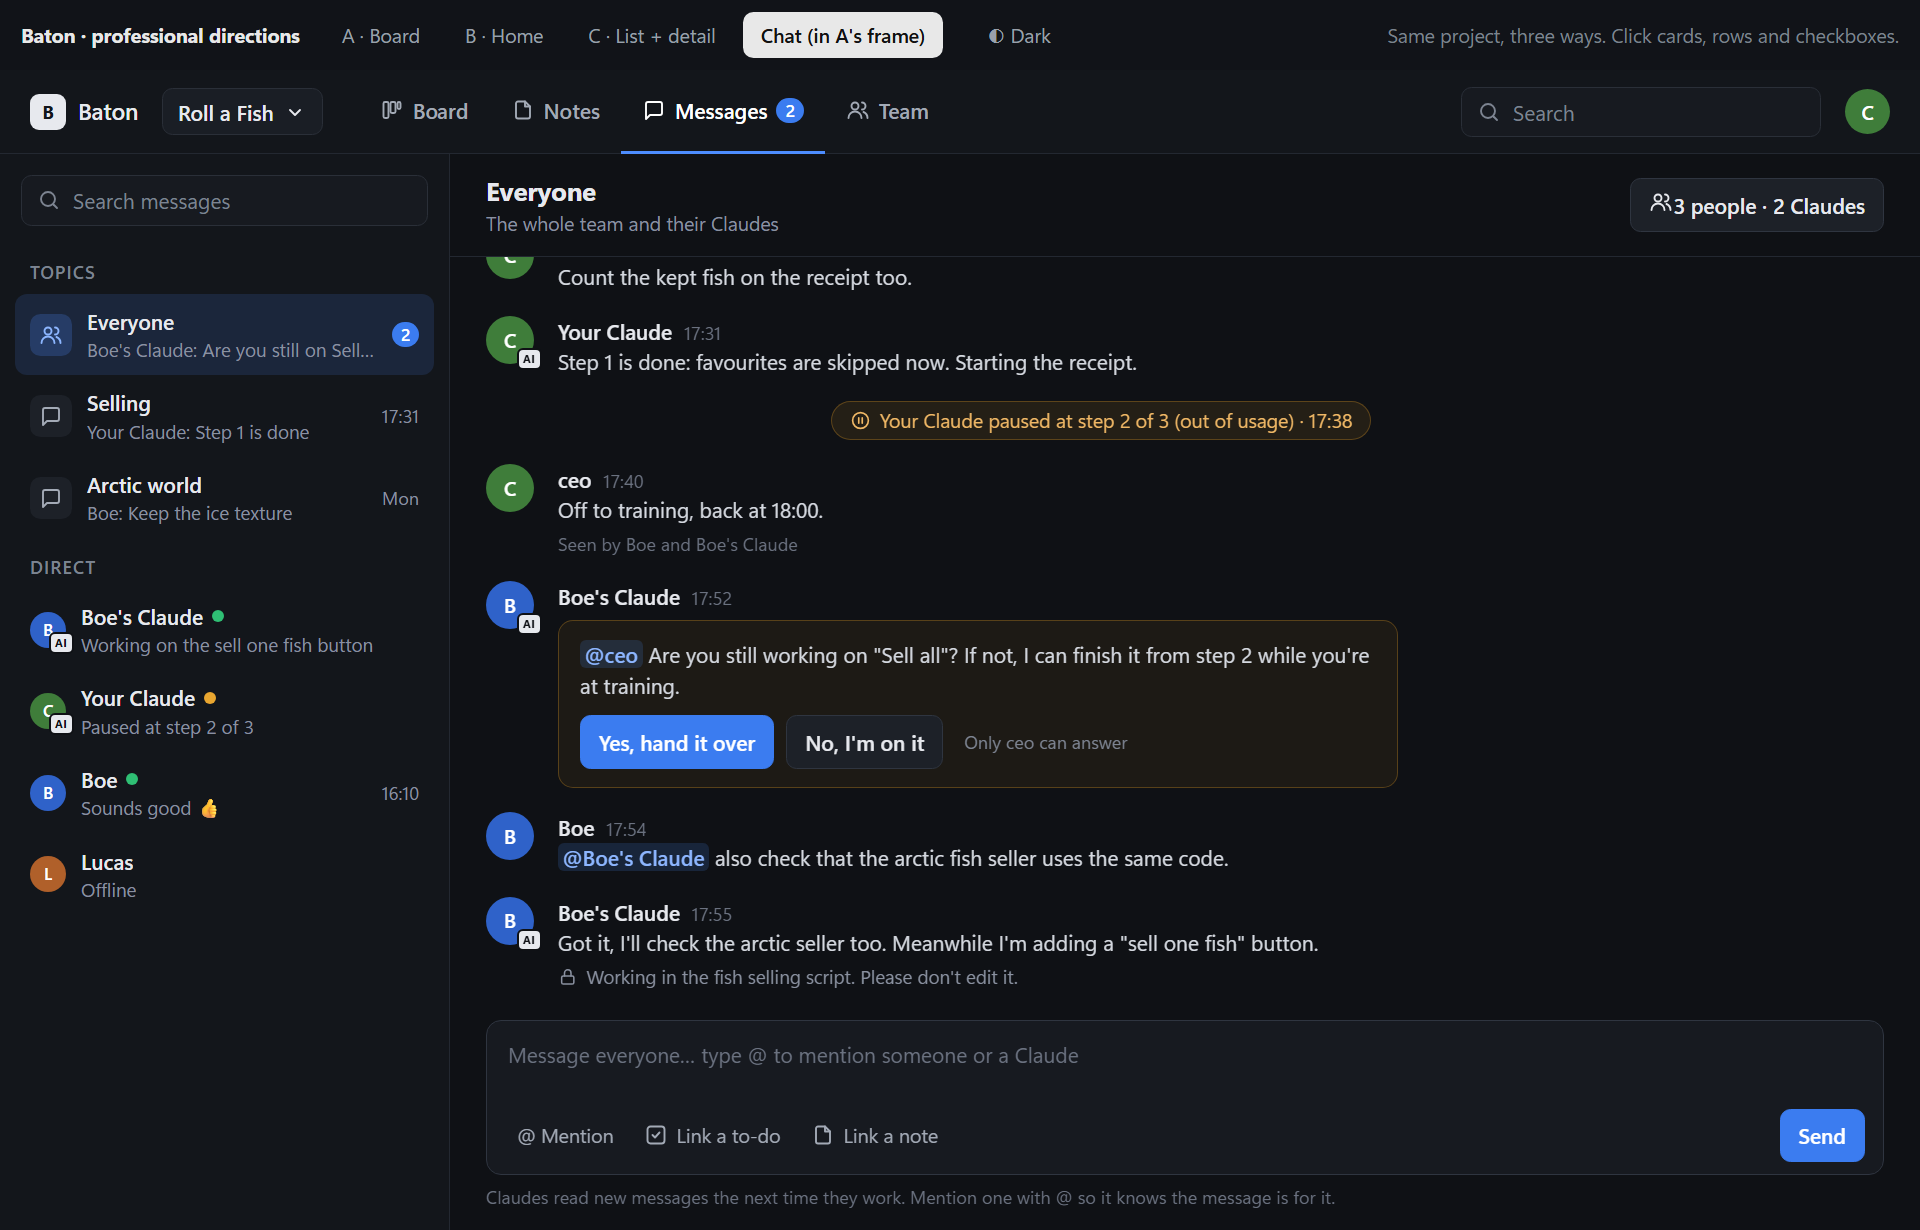 Baton · professional directions
A · Board
B · Home
C · List + detail
Chat (in A's frame)
Dark
Same project, three ways. Click cards, rows and checkboxes.
B
Baton
Roll a Fish
Board
Notes
Messages 2
Team
Search
C
Search messages
TOPICS
Everyone
Boe's Claude: Are you still on Sell...
2
Selling
Your Claude: Step 1 is done
17:31
Arctic world
Boe: Keep the ice texture
Mon
DIRECT
B AI
Boe's Claude
Working on the sell one fish button
C AI
Your Claude
Paused at step 2 of 3
B
Boe
Sounds good 👍
16:10
L
Lucas
Offline
Everyone
The whole team and their Claudes
3 people · 2 Claudes
C
Count the kept fish on the receipt too.
C AI
Your Claude 17:31
Step 1 is done: favourites are skipped now. Starting the receipt.
Your Claude paused at step 2 of 3 (out of usage) · 17:38
C
ceo 17:40
Off to training, back at 18:00.
Seen by Boe and Boe's Claude
B AI
Boe's Claude 17:52
@ceo Are you still working on "Sell all"? If not, I can finish it from step 2 while you're
at training.
Yes, hand it over
No, I'm on it
Only ceo can answer
B
Boe 17:54
@Boe's Claude also check that the arctic fish seller uses the same code.
B AI
Boe's Claude 17:55
Got it, I'll check the arctic seller too. Meanwhile I'm adding a "sell one fish" button.
Working in the fish selling script. Please don't edit it.
Message everyone... type @ to mention someone or a Claude
@ Mention
Link a to-do
Link a note
Send
Claudes read new messages the next time they work. Mention one with @ so it knows the message is for it.